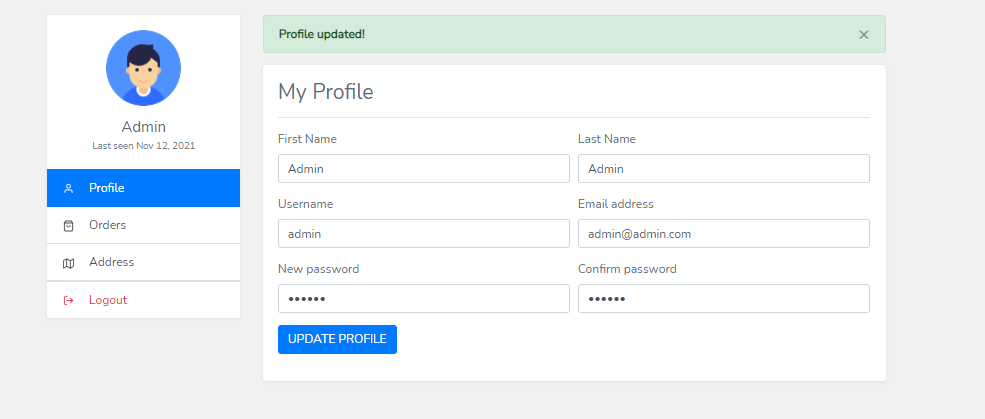 Profile updated!
×
Admin
Last seen Nov 12, 2021
Profile
Orders
Address
Logout
My Profile
First Name
Last Name
Admin
Admin
Username
Email address
admin
admin@admin.com
New password
Confirm password
••••••
••••••
UPDATE PROFILE